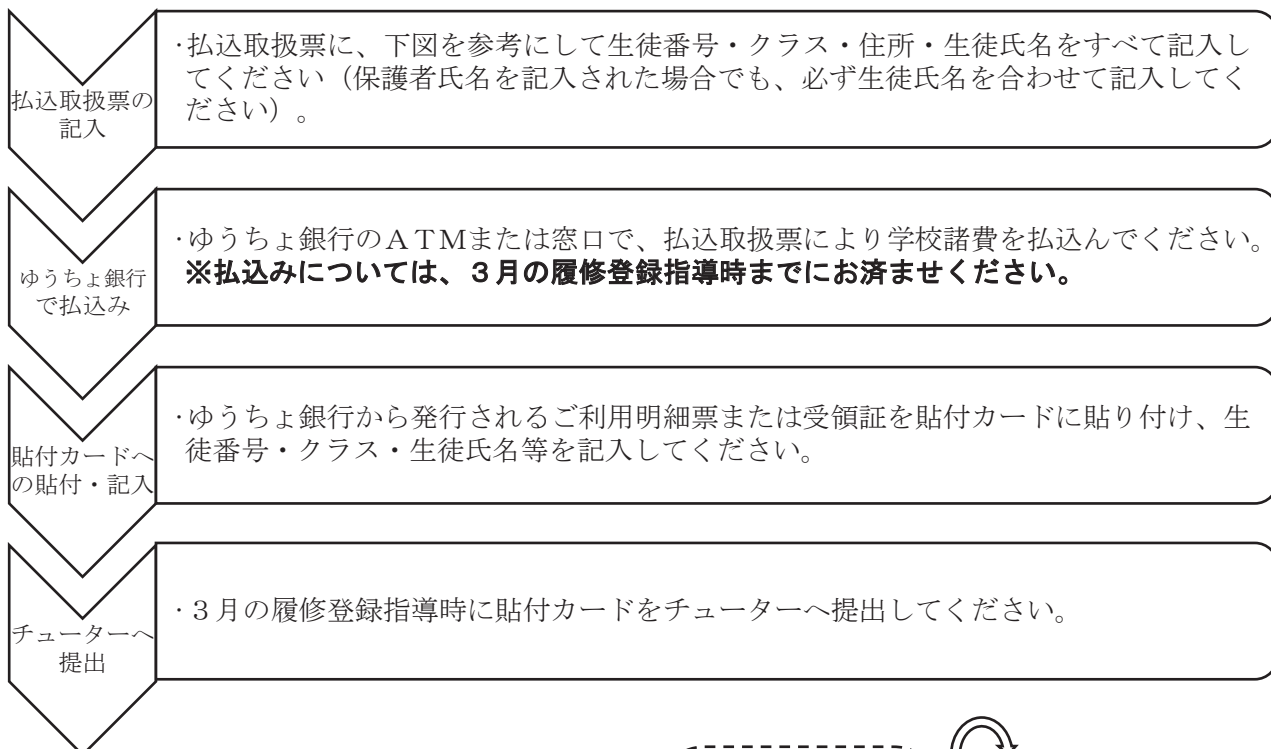 払込取扱票の
記入
·払込取扱票に、下図を参考にして生徒番号・クラス・住所・生徒氏名をすべて記入し
てください（保護者氏名を記入された場合でも、必ず生徒氏名を合わせて記入してく
ださい）。
ゆうちょ銀行
で払込み
·ゆうちょ銀行のＡＴＭまたは窓口で、払込取扱票により学校諸費を払込んでください。
※払込みについては、３月の履修登録指導時までにお済ませください。
貼付カードへ
の貼付・記入
·ゆうちょ銀行から発行されるご利用明細票または受領証を貼付カードに貼り付け、生
徒番号・クラス・生徒氏名等を記入してください。
チューターへ
提出
·３月の履修登録指導時に貼付カードをチューターへ提出してください。